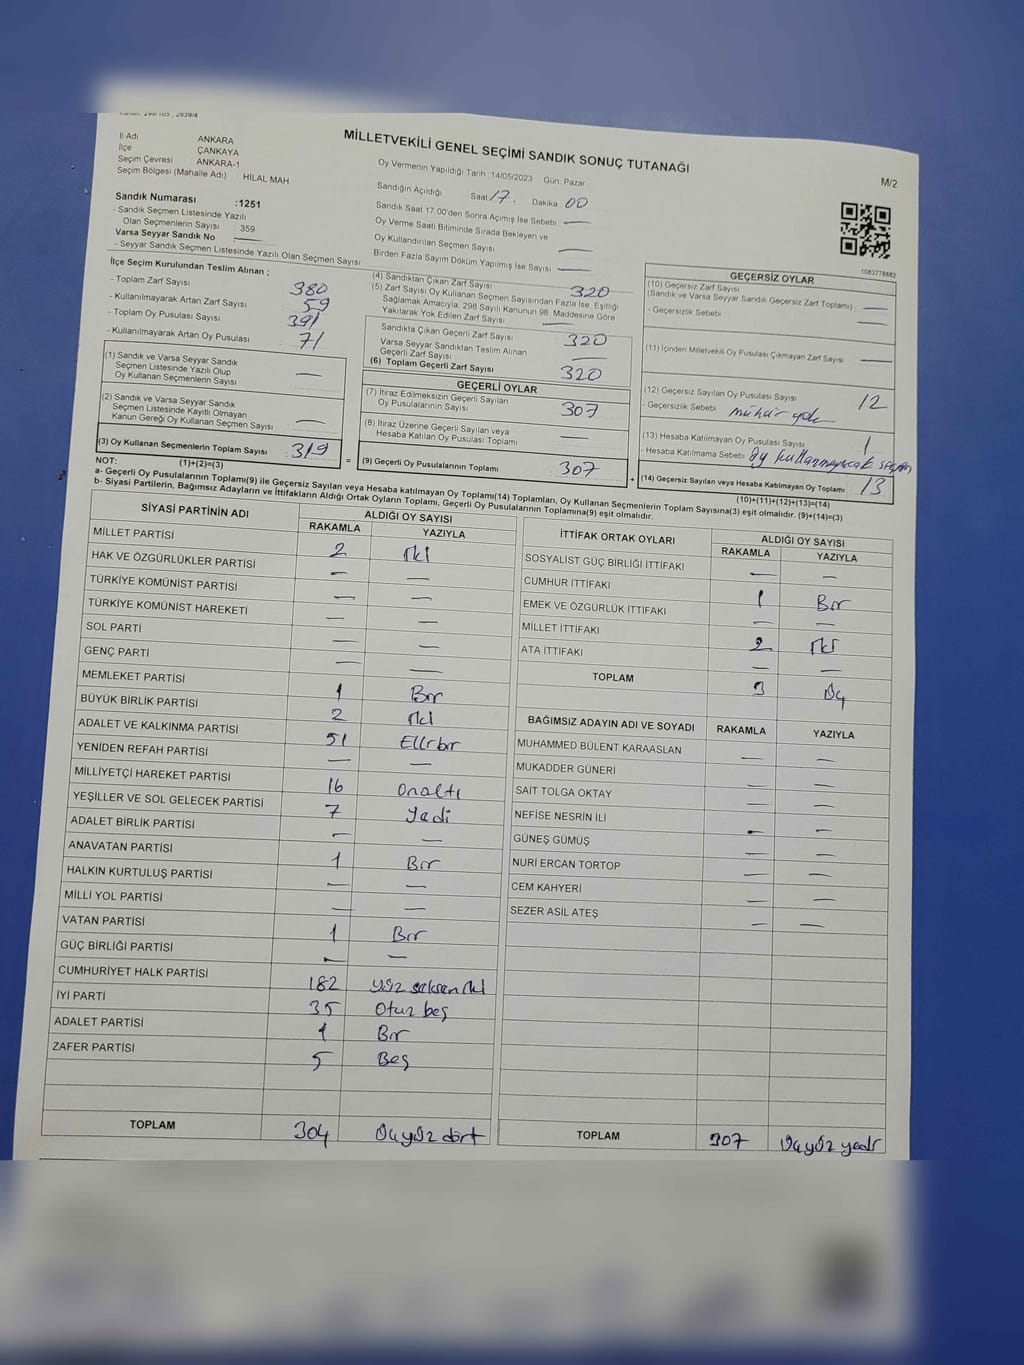 MİLLETVEKİLİ GENEL SEÇİMİ SANDIK SONUÇ TUTANAĞI
M/2
İl Adı ANKARA
İlçe ÇANKAYA
Seçim Çevresi : ANKARA-1
Seçim Bölgesi (Mahalle Adı) HİLAL MAH
Sandık Numarası :1251
- Sandık Seçmen Listesinde Yazılı
Olan Seçmenlerin Sayısı : 359
Varsa Seyyar Sandık No —
- Seyyar Sandık Seçmen Listesinde Yazılı Olan Seçmen Sayısı
Oy Vermenin Yapıldığı Tarih :14/05/2023 Gün: Pazar
Sandığın Açıldığı Saat 17. Dakika 00
Sandık Saat 17.00'den Sonra Açılmış İse Sebebi —
Oy Verme Saati Bitiminde Sırada Bekleyen ve
Oy Kullandırılan Seçmen Sayısı —
Birden Fazla Sayım Döküm Yapılmış İse Sayısı —
1083778882
İlçe Seçim Kurulundan Teslim Alınan ;
- Toplam Zarf Sayısı 380
- Kullanılmayarak Artan Zarf Sayısı 59
- Toplam Oy Pusulası Sayısı 391
- Kullanılmayarak Artan Oy Pusulası 71
(1) Sandık ve Varsa Seyyar Sandık
Seçmen Listesinde Yazılı Olup
Oy Kullanan Seçmenlerin Sayısı —
(2) Sandık ve Varsa Seyyar Sandık
Seçmen Listesinde Kayıtlı Olmayan
Kanun Gereği Oy Kullanan Seçmen Sayısı —
(3) Oy Kullanan Seçmenlerin Toplam Sayısı : 319
(1)+(2)=(3)
(4) Sandıktan Çıkan Zarf Sayısı 320
(5) Zarf Sayısı Oy Kullanan Seçmen Sayısından Fazla İse, Eşitliği
Sağlamak Amacıyla, 298 Sayılı Kanunun 98. Maddesine Göre
Yakılarak Yok Edilen Zarf Sayısı —
Sandıkta Çıkan Geçerli Zarf Sayısı 320
Varsa Seyyar Sandıktan Teslim Alınan
Geçerli Zarf Sayısı —
(6) Toplam Geçerli Zarf Sayısı 320
GEÇERLİ OYLAR
(7) İtiraz Edilmeksizin Geçerli Sayılan
Oy Pusulalarının Sayısı 307
(8) İtiraz Üzerine Geçerli Sayılan veya
Hesaba Katılan Oy Pusulası Toplamı —
= (9) Geçerli Oy Pusulalarının Toplamı 307
GEÇERSİZ OYLAR
(10) Geçersiz Zarf Sayısı
(Sandık ve Varsa Seyyar Sandık Geçersiz Zarf Toplamı) —
- Geçersizlik Sebebi —
(11) İçinden Milletvekili Oy Pusulası Çıkmayan Zarf Sayısı —
(12) Geçersiz Sayılan Oy Pusulası Sayısı 12
- Geçersizlik Sebebi mühür yok
(13) Hesaba Katılmayan Oy Pusulası Sayısı 1
- Hesaba Katılmama Sebebi oy kullanmayacak seçmen
+ (14) Geçersiz Sayılan veya Hesaba Katılmayan Oy Toplamı 13
(10)+(11)+(12)+(13)=(14)
NOT:
a- Geçerli Oy Pusulalarının Toplamı(9) ile Geçersiz Sayılan veya Hesaba katılmayan Oy Toplamı(14) Toplamları, Oy Kullanan Seçmenlerin Toplam Sayısına(3) eşit olmalıdır. (9)+(14)=(3)
b- Siyasi Partilerin, Bağımsız Adayların ve İttifakların Aldığı Ortak Oyların Toplamı, Geçerli Oy Pusulalarının Toplamına(9) eşit olmalıdır.
SİYASİ PARTİNİN ADI ALDIĞI OY SAYISI
RAKAMLA YAZIYLA
MİLLET PARTİSİ 2 İki
HAK VE ÖZGÜRLÜKLER PARTİSİ — —
TÜRKİYE KOMÜNİST PARTİSİ — —
TÜRKİYE KOMÜNİST HAREKETİ — —
SOL PARTİ — —
GENÇ PARTİ — —
MEMLEKET PARTİSİ 1 Bir
BÜYÜK BİRLİK PARTİSİ 2 İki
ADALET VE KALKINMA PARTİSİ 51 Ellibir
YENİDEN REFAH PARTİSİ — —
MİLLİYETÇİ HAREKET PARTİSİ 16 Onaltı
YEŞİLLER VE SOL GELECEK PARTİSİ 7 Yedi
ADALET BİRLİK PARTİSİ — —
ANAVATAN PARTİSİ 1 Bir
HALKIN KURTULUŞ PARTİSİ — —
MİLLİ YOL PARTİSİ — —
VATAN PARTİSİ 1 Bir
GÜÇ BİRLİĞİ PARTİSİ — —
CUMHURİYET HALK PARTİSİ 182 yüz seksen iki
İYİ PARTİ 35 Otuz beş
ADALET PARTİSİ 1 Bir
ZAFER PARTİSİ 5 Beş
TOPLAM 304 Üçyüz dört
İTTİFAK ORTAK OYLARI ALDIĞI OY SAYISI
RAKAMLA YAZIYLA
SOSYALİST GÜÇ BİRLİĞİ İTTİFAKI — —
CUMHUR İTTİFAKI 1 Bir
EMEK VE ÖZGÜRLÜK İTTİFAKI — —
MİLLET İTTİFAKI 2 İki
ATA İTTİFAKI — —
TOPLAM 3 Üç
BAĞIMSIZ ADAYIN ADI VE SOYADI RAKAMLA YAZIYLA
MUHAMMED BÜLENT KARAASLAN — —
MUKADDER GÜNERİ — —
SAİT TOLGA OKTAY — —
NEFİSE NESRİN İLİ — —
GÜNEŞ GÜMÜŞ — —
NURİ ERCAN TORTOP — —
CEM KAHYERİ — —
SEZER ASİL ATEŞ — —
TOPLAM 307 Üçyüz yedi